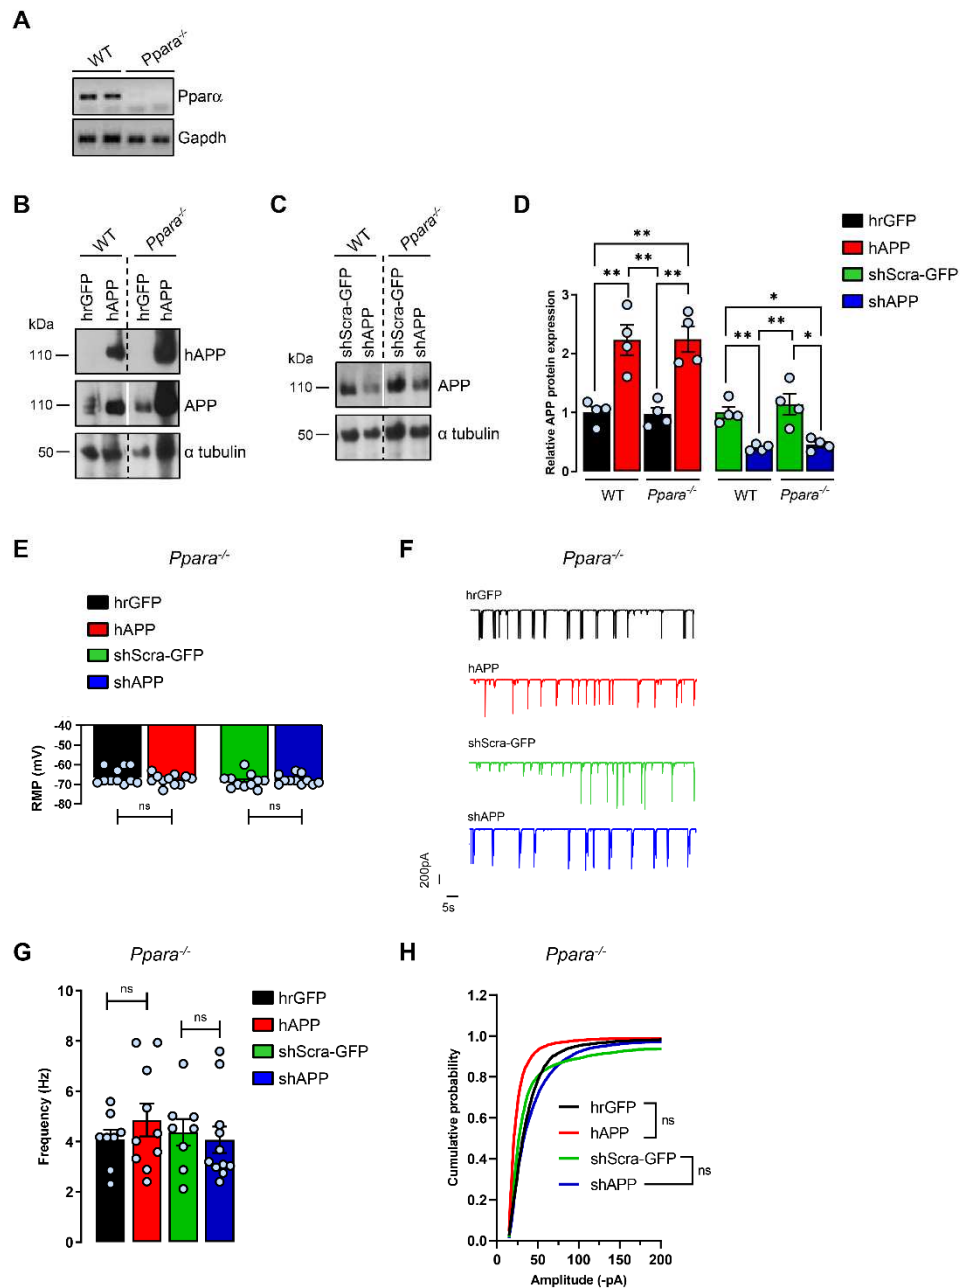 A
WT Ppara-/-
Pparα
Gapdh
B
WT Ppara-/-
hrGFP hAPP hrGFP hAPP
kDa
110 hAPP
110 APP
50 α tubulin
C
WT Ppara-/-
shScra-GFP shAPP shScra-GFP shAPP
kDa
110 APP
50 α tubulin
D
hrGFP
hAPP
shScra-GFP
shAPP
** ** ** ** * ** ** *
Relative APP protein expression
3
2
1
0
WT Ppara-/- WT Ppara-/-
E
Ppara-/-
hrGFP
hAPP
shScra-GFP
shAPP
RMP (mV)
-40
-50
-60
-70
-80
ns ns
F
Ppara-/-
hrGFP
hAPP
shScra-GFP
shAPP
200pA
5s
G
Ppara-/-
ns ns
hrGFP
hAPP
shScra-GFP
shAPP
Frequency (Hz)
10
8
6
4
2
0
H
Ppara-/-
Cumulative probability
1.2
1.0
0.8
0.6
0.4
0.2
0.0
hrGFP
hAPP
ns
shScra-GFP
shAPP
ns
0 50 100 150 200
Amplitude (-pA)